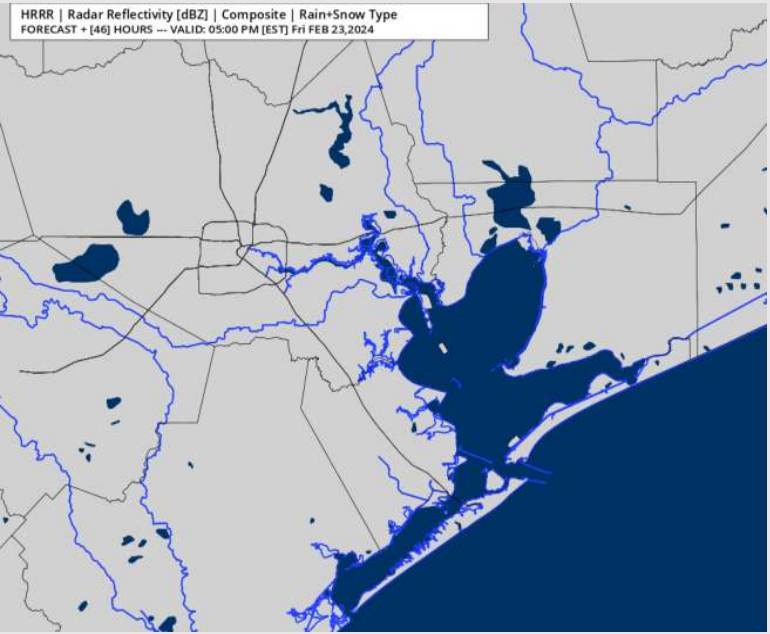 HRRR | Radar Reflectivity [dBZ] | Composite | Rain+Snow Type
FORECAST + [46] HOURS --- VALID: 05:00 PM [EST] Fri FEB 23,2024